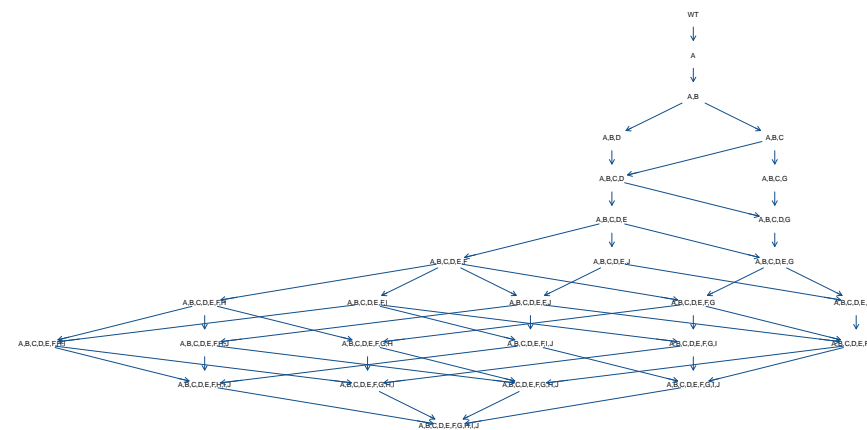 WT
A
A,B
A,B,D A,B,C
A,B,C,D A,B,C,G
A,B,C,D,E A,B,C,D,G
A,B,C,D,E,F A,B,C,D,E,J A,B,C,D,E,G
A,B,C,D,E,F,H A,B,C,D,E,F,I A,B,C,D,E,F,J A,B,C,D,E,F,G A,B,C,D,E,
A,B,C,D,E,F,H,I A,B,C,D,E,F,H,J A,B,C,D,E,F,G,H A,B,C,D,E,F,I,J A,B,C,D,E,F,G,I A,B,C,D,E,F
A,B,C,D,E,F,H,I,J A,B,C,D,E,F,G,H,I A,B,C,D,E,F,G,H,J A,B,C,D,E,F,G,I,J
A,B,C,D,E,F,G,H,I,J